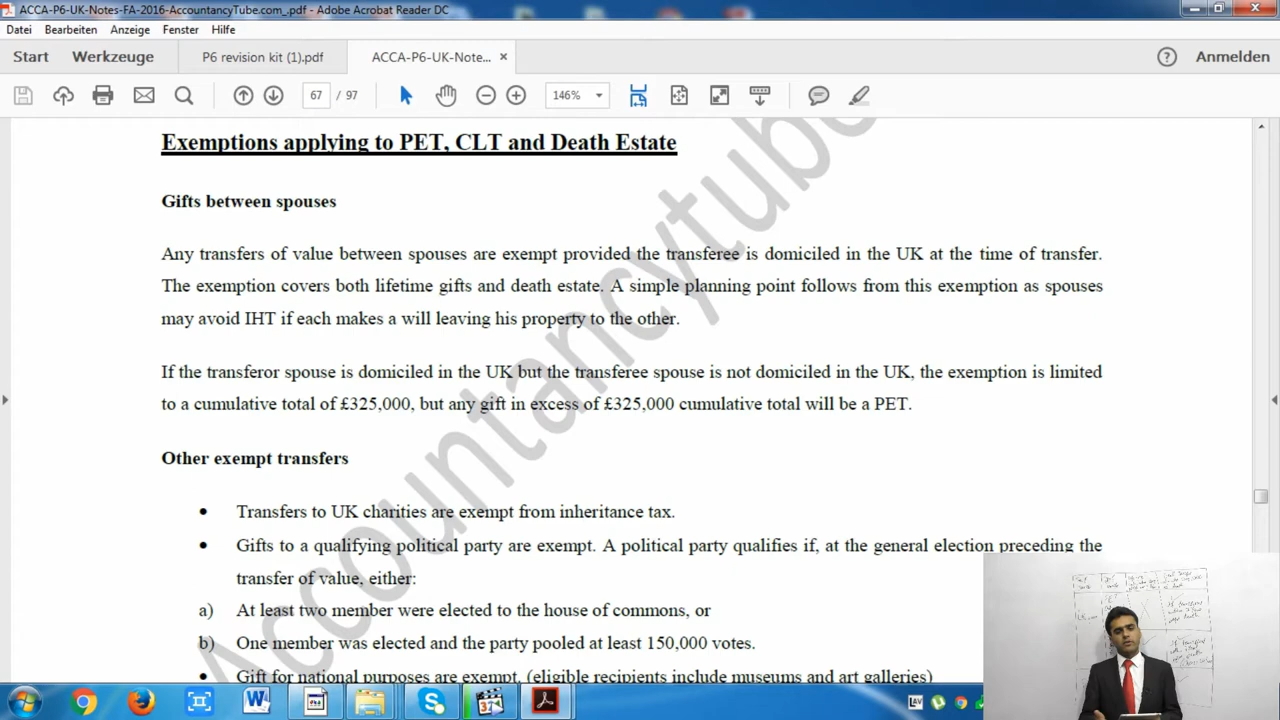 ACCA-P6-UK-Notes-FA-2016-AccountancyTube.com_.pdf - Adobe Acrobat Reader DC
Datei Bearbeiten Anzeige Fenster Hilfe
Start Werkzeuge P6 revision kit (1).pdf ACCA-P6-UK-Note... × ? Anmelden
67 / 97 146%
Exemptions applying to PET, CLT and Death Estate
Gifts between spouses
Any transfers of value between spouses are exempt provided the transferee is domiciled in the UK at the time of transfer.
The exemption covers both lifetime gifts and death estate. A simple planning point follows from this exemption as spouses
may avoid IHT if each makes a will leaving his property to the other.
If the transferor spouse is domiciled in the UK but the transferee spouse is not domiciled in the UK, the exemption is limited
to a cumulative total of £325,000, but any gift in excess of £325,000 cumulative total will be a PET.
Other exempt transfers
• Transfers to UK charities are exempt from inheritance tax.
• Gifts to a qualifying political party are exempt. A political party qualifies if, at the general election preceding the
transfer of value, either:
a) At least two member were elected to the house of commons, or
b) One member was elected and the party pooled at least 150,000 votes.
• Gift for national purposes are exempt, (eligible recipients include museums and art galleries)
Accountancytube
LAV